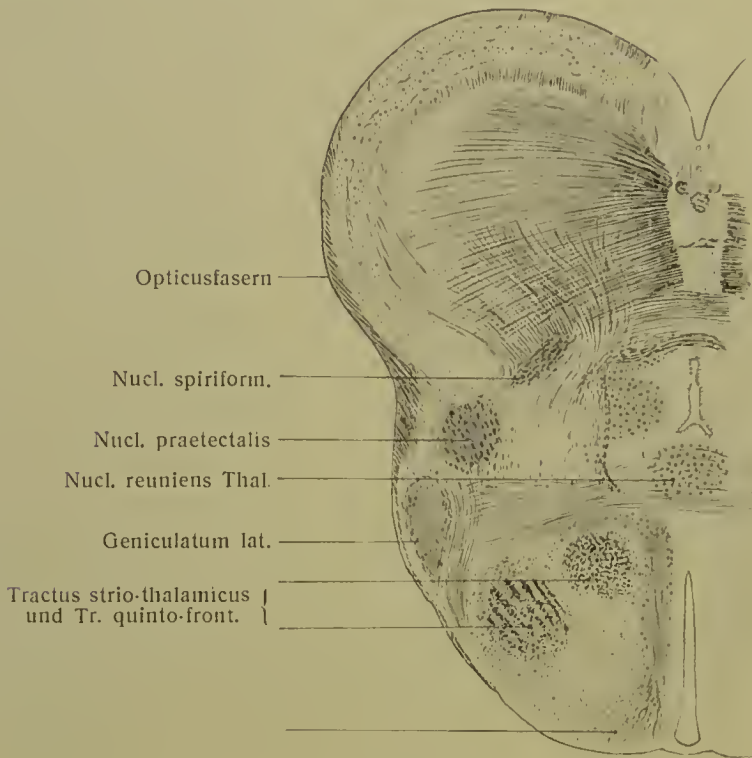 Opticusfasern
Nucl. spiriform.
Nucl. praetectalis
Nucl. reuniens Thal.
Geniculatum lat.
Tractus strio-thalamicus
und Tr. quinto-front.